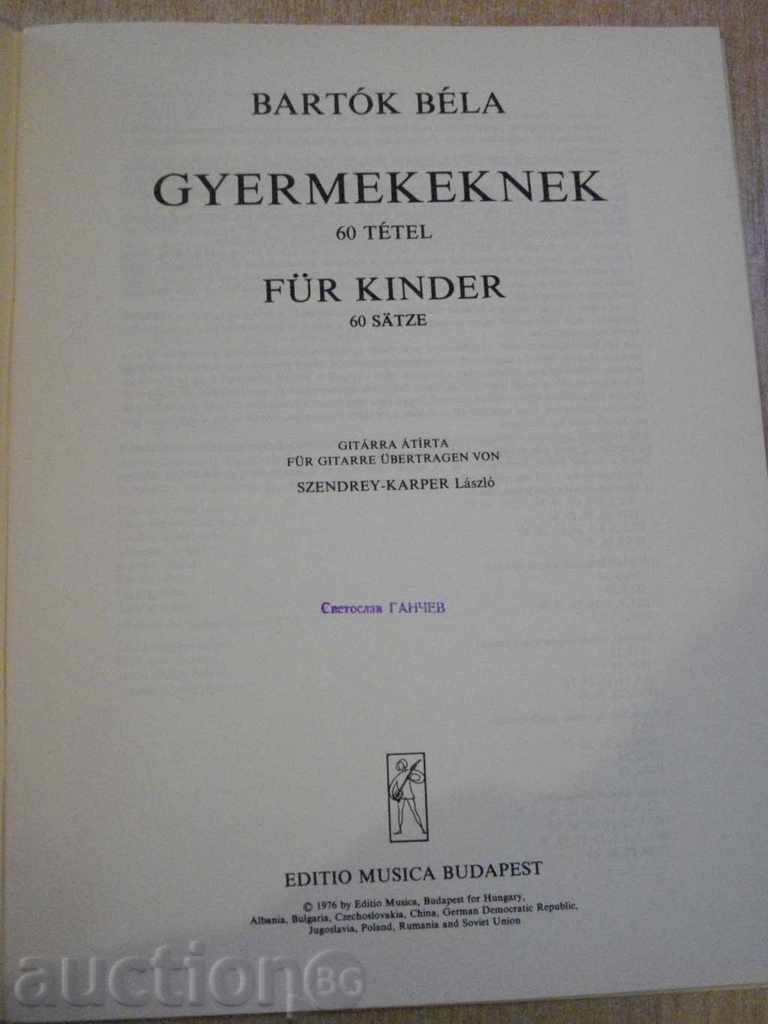 BARTÓK BÉLA
GYERMEKEKNEK
60 TÉTEL
FÜR KINDER
60 SÄTZE
GITÁRRA ÁTÍRTA
FÜR GITARRE ÜBERTRAGEN VON
SZENDREY-KARPER László
Светослав ГАНЧЕВ
EDITIO MUSICA BUDAPEST
© 1976 by Editio Musica, Budapest for Hungary,
Albania, Bulgaria, Czechoslovakia, China, German Democratic Republic,
Jugoslavia, Poland, Rumania and Soviet Union
auction BG